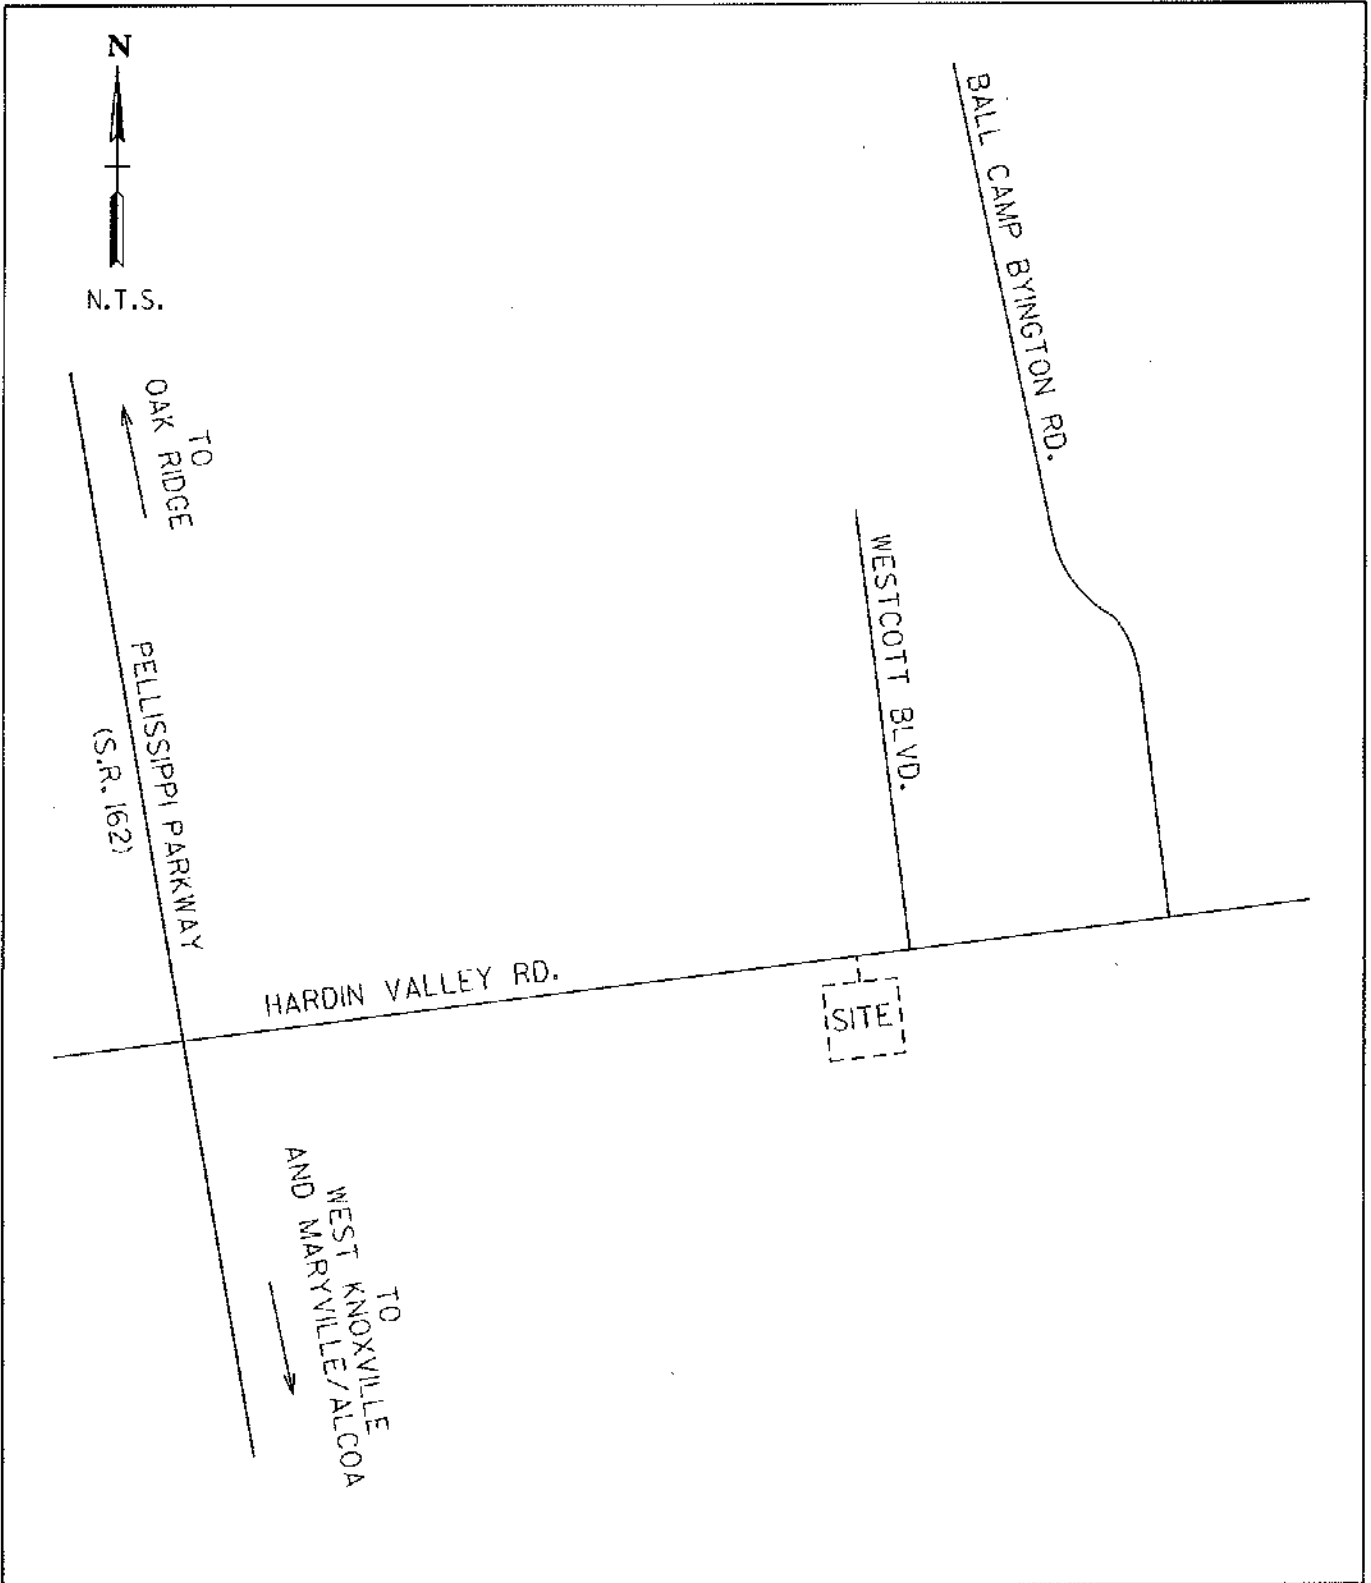 N
N.T.S.
BALL CAMP BYINGTON RD.
TO
OAK RIDGE
WESTCOTT BLVD.
PELLISSIPPI PARKWAY
(S.R. 162)
HARDIN VALLEY RD.
SITE
TO
WEST KNOXVILLE
AND MARYVILLE/ALCOA